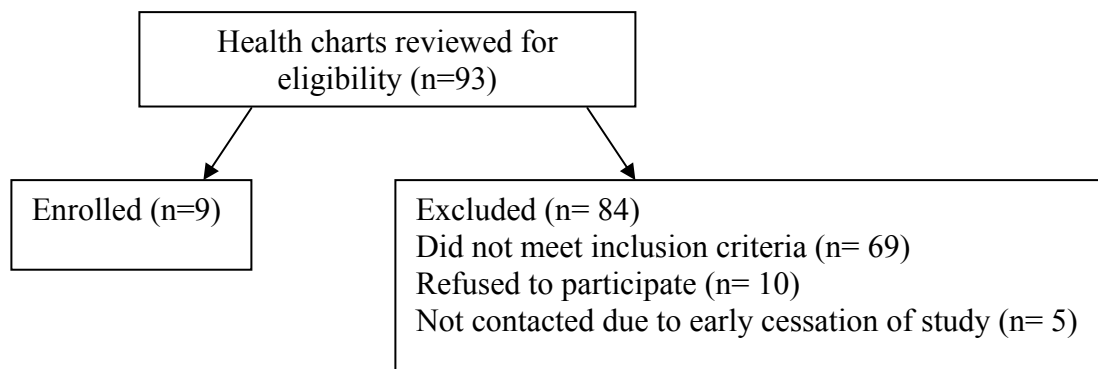 Health charts reviewed for
eligibility (n=93)
Enrolled (n=9)
Excluded (n= 84)
Did not meet inclusion criteria (n= 69)
Refused to participate (n= 10)
Not contacted due to early cessation of study (n= 5)